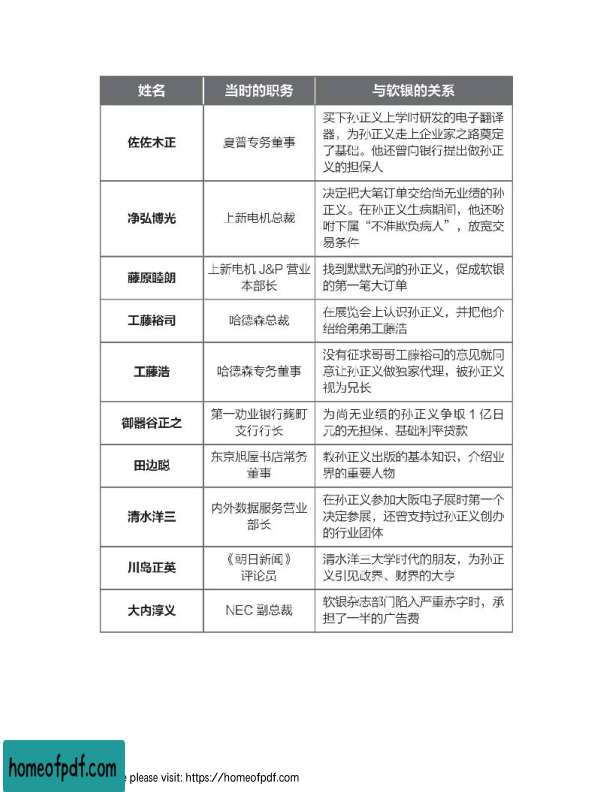 姓名 当时的职务 与软银的关系
佐佐木正 夏普专务董事 买下孙正义上学时研发的电子翻译
器，为孙正义走上企业家之路奠定
了基础。他还曾向银行提出做孙正
义的担保人
净弘博光 上新电机总裁 决定把大笔订单交给尚无业绩的孙
正义。在孙正义生病期间，他还吩
咐下属“不准欺负病人”，放宽交
易条件
藤原睦朗 上新电机 J&P 营业
本部长 找到默默无闻的孙正义，促成软银
的第一笔大订单
工藤裕司 哈德森总裁 在展览会上认识孙正义，并把他介
绍给弟弟工藤浩
工藤浩 哈德森专务董事 没有征求哥哥工藤裕司的意见就同
意让孙正义做独家代理，被孙正义
视为兄长
御器谷正之 第一劝业银行麹町
支行行长 为尚无业绩的孙正义争取 1 亿日
元的无担保、基础利率贷款
田边聪 东京旭屋书店常务
董事 教孙正义出版的基本知识，介绍业
界的重要人物
清水洋三 内外数据服务营业
部长 在孙正义参加大阪电子展时第一个
决定参展，还曾支持过孙正义创办
的行业团体
川岛正英 《朝日新闻》
评论员 清水洋三大学时代的朋友，为孙正
义引见政界、财界的大亨
大内淳义 NEC 副总裁 软银杂志部门陷入严重赤字时，承
担了一半的广告费
homeofpdf.com
please visit: https://homeofpdf.com